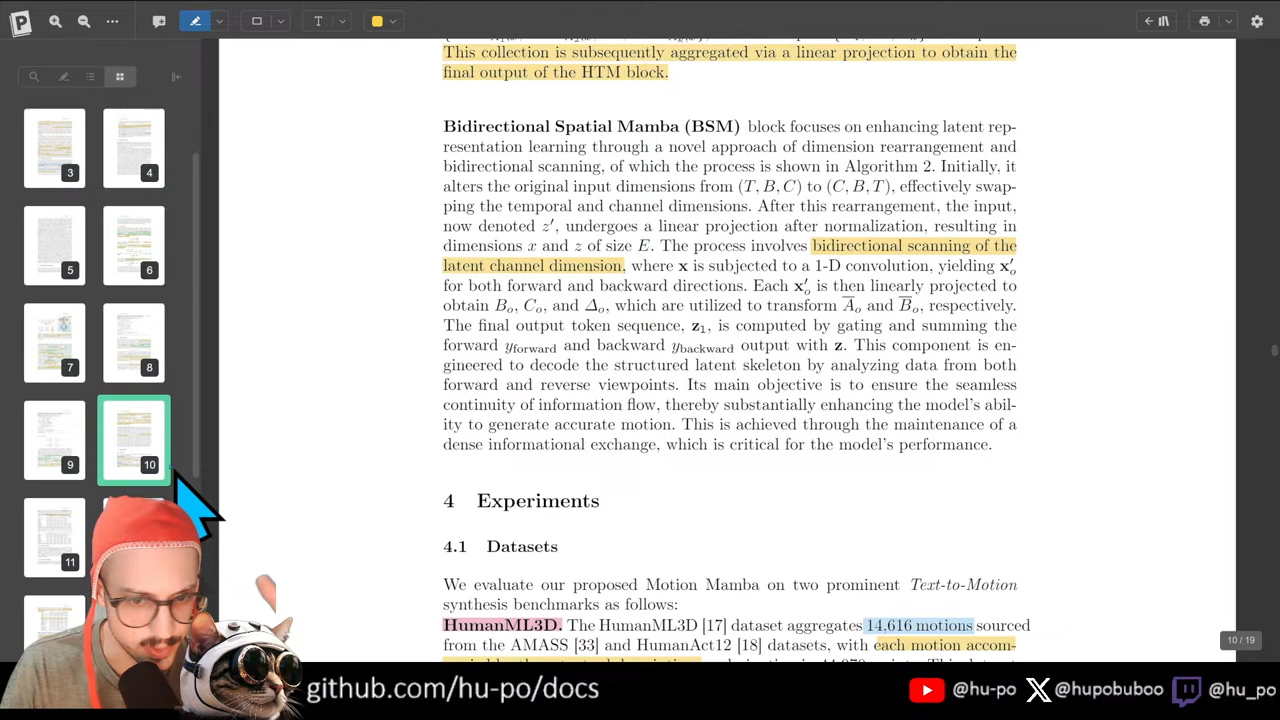 This collection is subsequently aggregated via a linear projection to obtain the
final output of the HTM block.
Bidirectional Spatial Mamba (BSM) block focuses on enhancing latent rep-
resentation learning through a novel approach of dimension rearrangement and
bidirectional scanning, of which the process is shown in Algorithm 2. Initially, it
alters the original input dimensions from (T, B, C) to (C, B, T), effectively swap-
ping the temporal and channel dimensions. After this rearrangement, the input,
now denoted z′, undergoes a linear projection after normalization, resulting in
dimensions x and z of size E. The process involves bidirectional scanning of the
latent channel dimension, where x is subjected to a 1-D convolution, yielding x′ₒ
for both forward and backward directions. Each x′ₒ is then linearly projected to
obtain Bₒ, Cₒ, and Δₒ, which are utilized to transform A̅ₒ and B̅ₒ, respectively.
The final output token sequence, z₁, is computed by gating and summing the
forward y_forward and backward y_backward output with z. This component is en-
gineered to decode the structured latent skeleton by analyzing data from both
forward and reverse viewpoints. Its main objective is to ensure the seamless
continuity of information flow, thereby substantially enhancing the model's abil-
ity to generate accurate motion. This is achieved through the maintenance of a
dense informational exchange, which is critical for the model's performance.
4 Experiments
4.1 Datasets
We evaluate our proposed Motion Mamba on two prominent Text-to-Motion
synthesis benchmarks as follows:
HumanML3D. The HumanML3D [17] dataset aggregates 14,616 motions sourced
from the AMASS [33] and HumanAct12 [18] datasets, with each motion accom-
3
4
5
6
7
8
9
10
11
10 / 19
github.com/hu-po/docs
@hu-po
@hupobuboo
@hu_po